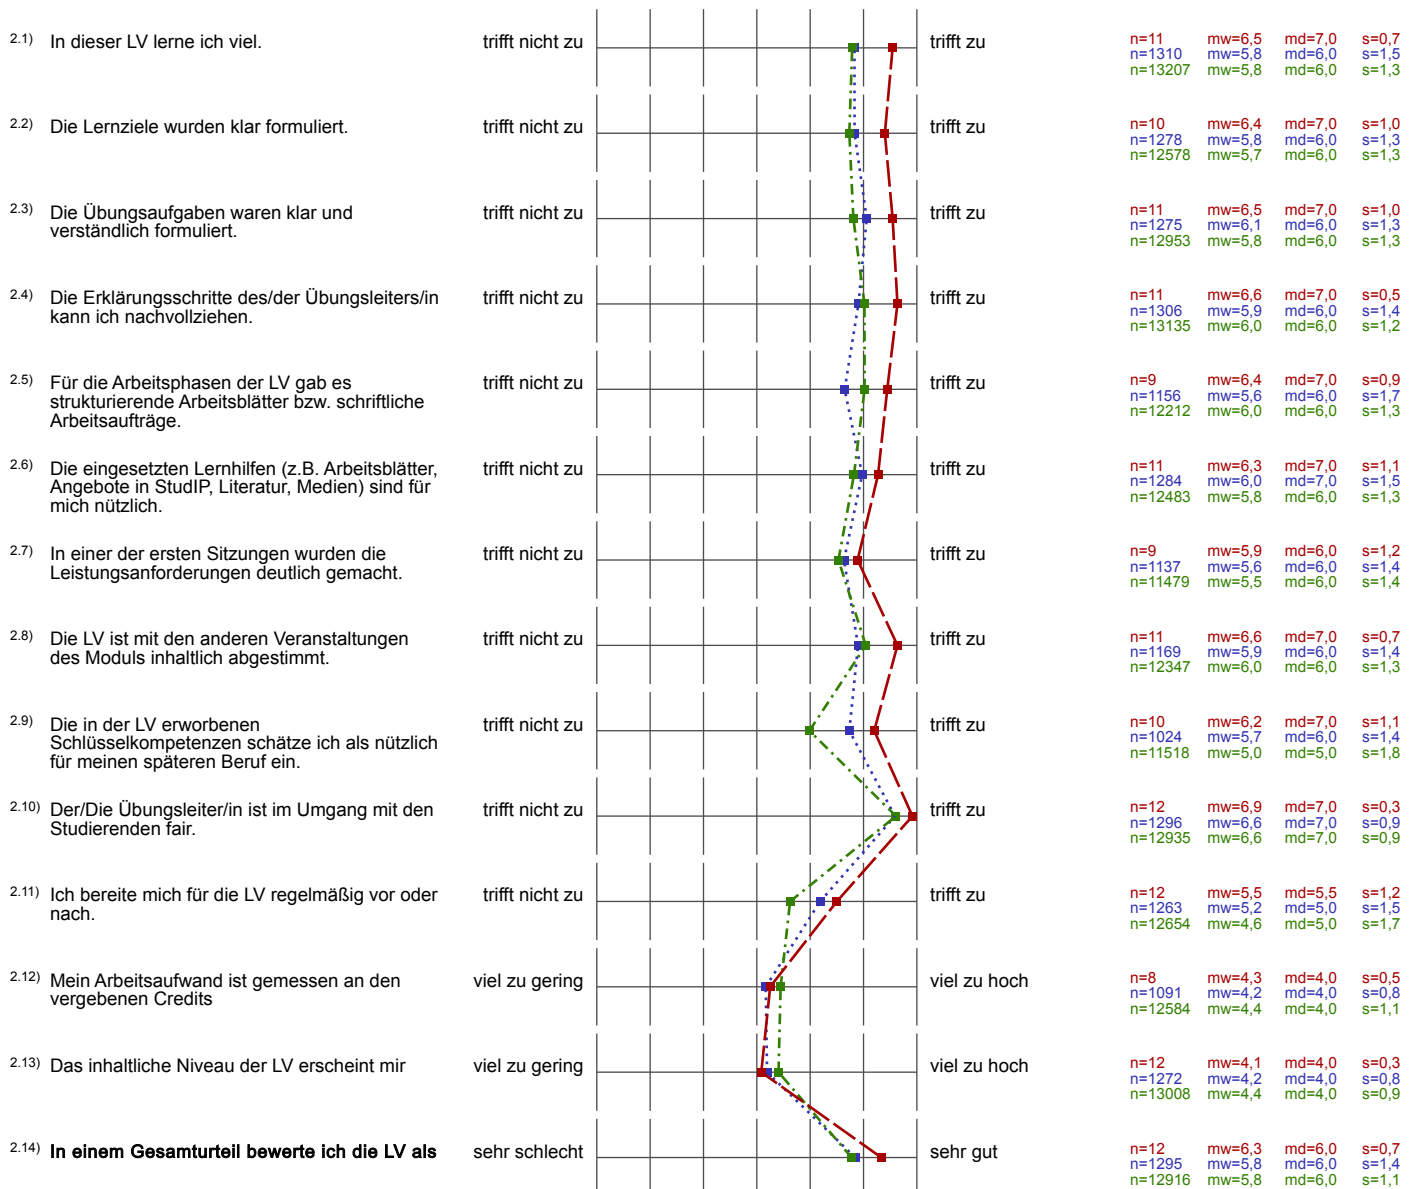 2.1) In dieser LV lerne ich viel. trifft nicht zu trifft zu n=11 mw=6,5 md=7,0 s=0,7
n=1310 mw=5,8 md=6,0 s=1,5
n=13207 mw=5,8 md=6,0 s=1,3
2.2) Die Lernziele wurden klar formuliert. trifft nicht zu trifft zu n=10 mw=6,4 md=7,0 s=1,0
n=1278 mw=5,8 md=6,0 s=1,3
n=12578 mw=5,7 md=6,0 s=1,3
2.3) Die Übungsaufgaben waren klar und trifft nicht zu trifft zu n=11 mw=6,5 md=7,0 s=1,0
verständlich formuliert. n=1275 mw=6,1 md=6,0 s=1,3
n=12953 mw=5,8 md=6,0 s=1,3
2.4) Die Erklärungsschritte des/der Übungsleiters/in trifft nicht zu trifft zu n=11 mw=6,6 md=7,0 s=0,5
kann ich nachvollziehen. n=1306 mw=5,9 md=6,0 s=1,4
n=13135 mw=6,0 md=6,0 s=1,2
2.5) Für die Arbeitsphasen der LV gab es trifft nicht zu trifft zu n=9 mw=6,4 md=7,0 s=0,9
strukturierende Arbeitsblätter bzw. schriftliche n=1156 mw=5,6 md=6,0 s=1,7
Arbeitsaufträge. n=12212 mw=6,0 md=6,0 s=1,3
2.6) Die eingesetzten Lernhilfen (z.B. Arbeitsblätter, trifft nicht zu trifft zu n=11 mw=6,3 md=7,0 s=1,1
Angebote in StudIP, Literatur, Medien) sind für n=1284 mw=6,0 md=7,0 s=1,5
mich nützlich. n=12483 mw=5,8 md=6,0 s=1,3
2.7) In einer der ersten Sitzungen wurden die trifft nicht zu trifft zu n=9 mw=5,9 md=6,0 s=1,2
Leistungsanforderungen deutlich gemacht. n=1137 mw=5,6 md=6,0 s=1,4
n=11479 mw=5,5 md=6,0 s=1,4
2.8) Die LV ist mit den anderen Veranstaltungen trifft nicht zu trifft zu n=11 mw=6,6 md=7,0 s=0,7
des Moduls inhaltlich abgestimmt. n=1169 mw=5,9 md=6,0 s=1,4
n=12347 mw=6,0 md=6,0 s=1,3
2.9) Die in der LV erworbenen trifft nicht zu trifft zu n=10 mw=6,2 md=7,0 s=1,1
Schlüsselkompetenzen schätze ich als nützlich n=1024 mw=5,7 md=6,0 s=1,4
für meinen späteren Beruf ein. n=11518 mw=5,0 md=5,0 s=1,8
2.10) Der/Die Übungsleiter/in ist im Umgang mit den trifft nicht zu trifft zu n=12 mw=6,9 md=7,0 s=0,3
Studierenden fair. n=1296 mw=6,6 md=7,0 s=0,9
n=12935 mw=6,6 md=7,0 s=0,9
2.11) Ich bereite mich für die LV regelmäßig vor oder trifft nicht zu trifft zu n=12 mw=5,5 md=5,5 s=1,2
nach. n=1263 mw=5,2 md=5,0 s=1,5
n=12654 mw=4,6 md=5,0 s=1,7
2.12) Mein Arbeitsaufwand ist gemessen an den viel zu gering viel zu hoch n=8 mw=4,3 md=4,0 s=0,5
vergebenen Credits n=1091 mw=4,2 md=4,0 s=0,8
n=12584 mw=4,4 md=4,0 s=1,1
2.13) Das inhaltliche Niveau der LV erscheint mir viel zu gering viel zu hoch n=12 mw=4,1 md=4,0 s=0,3
n=1272 mw=4,2 md=4,0 s=0,8
n=13008 mw=4,4 md=4,0 s=0,9
2.14) In einem Gesamturteil bewerte ich die LV als sehr schlecht sehr gut n=12 mw=6,3 md=6,0 s=0,7
n=1295 mw=5,8 md=6,0 s=1,4
n=12916 mw=5,8 md=6,0 s=1,1